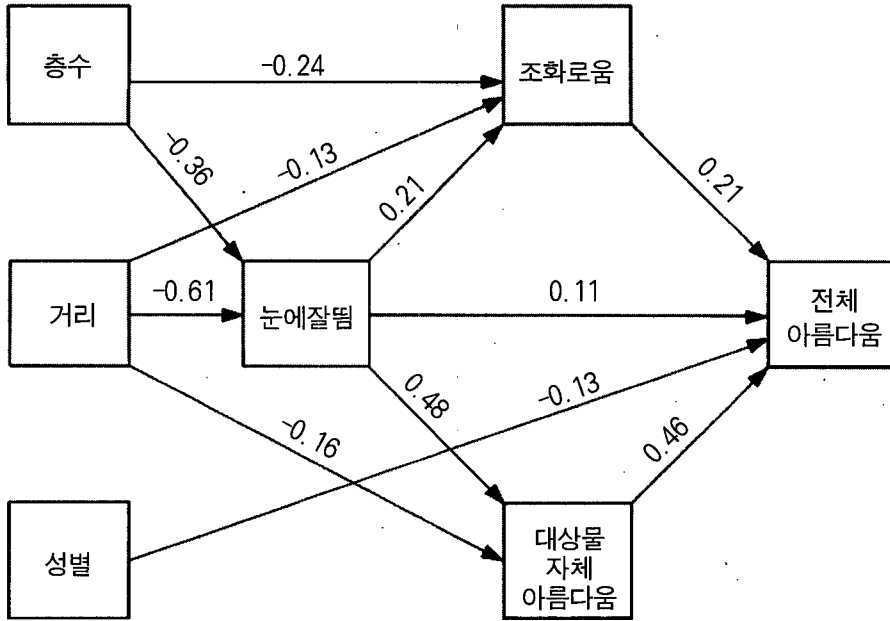 층수
-0.24
조화로움
-0.36
-0.13
0.21
0.21
거리
-0.61
눈에잘띔
0.11
전체
아름다움
-0.16
0.48
-0.13
0.46
성별
대상물
자체
아름다움